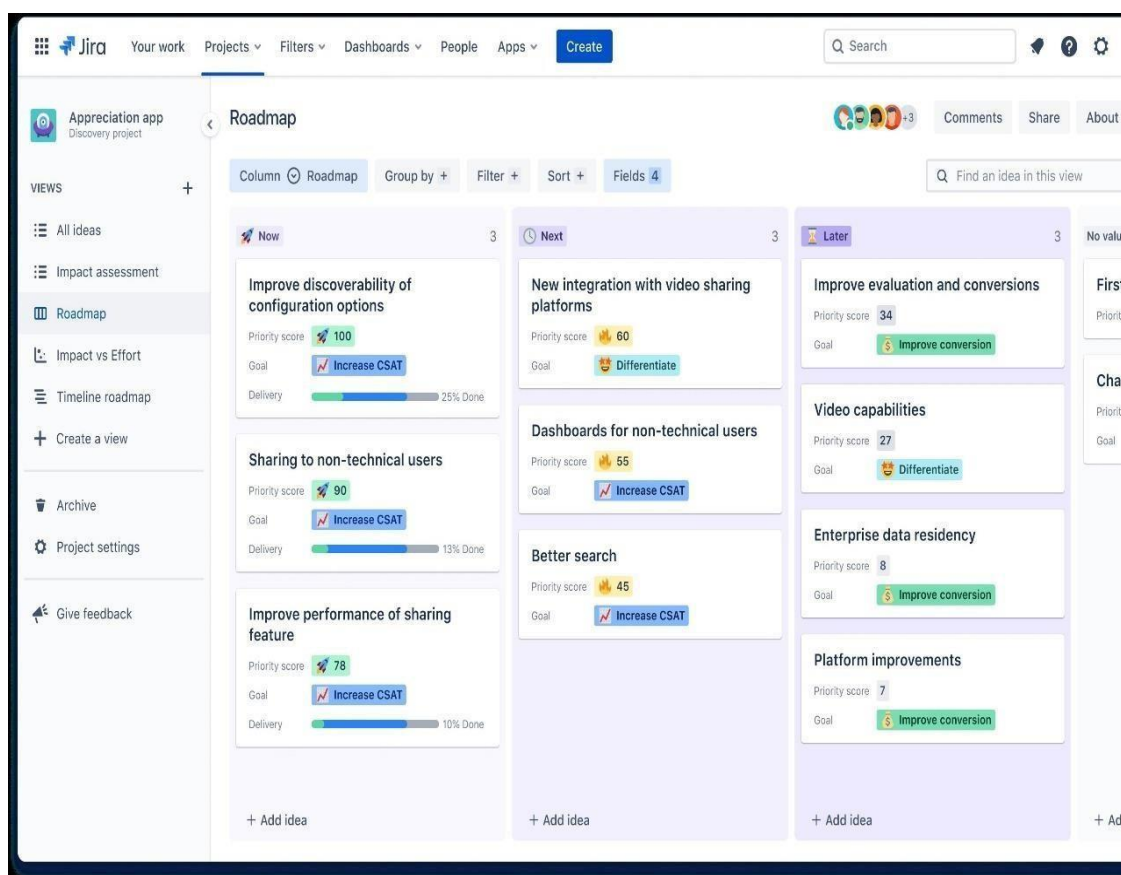 Jira Your work Projects Filters Dashboards People Apps Create Search
Appreciation app
Discovery project
VIEWS
All ideas
Impact assessment
Roadmap
Impact vs Effort
Timeline roadmap
Create a view
Archive
Project settings
Give feedback
Roadmap +3 Comments Share About
Column Roadmap Group by + Filter + Sort + Fields 4 Find an idea in this view
Now 3
Improve discoverability of
configuration options
Priority score 100
Goal Increase CSAT
Delivery 25% Done
Sharing to non-technical users
Priority score 90
Goal Increase CSAT
Delivery 13% Done
Improve performance of sharing
feature
Priority score 78
Goal Increase CSAT
Delivery 10% Done
+ Add idea
Next 3
New integration with video sharing
platforms
Priority score 60
Goal Differentiate
Dashboards for non-technical users
Priority score 55
Goal Increase CSAT
Better search
Priority score 45
Goal Increase CSAT
+ Add idea
Later 3
Improve evaluation and conversions
Priority score 34
Goal Improve conversion
Video capabilities
Priority score 27
Goal Differentiate
Enterprise data residency
Priority score 8
Goal Improve conversion
Platform improvements
Priority score 7
Goal Improve conversion
+ Add idea
No valu
First
Priorit
Cha
Priorit
Goal
+ Ad